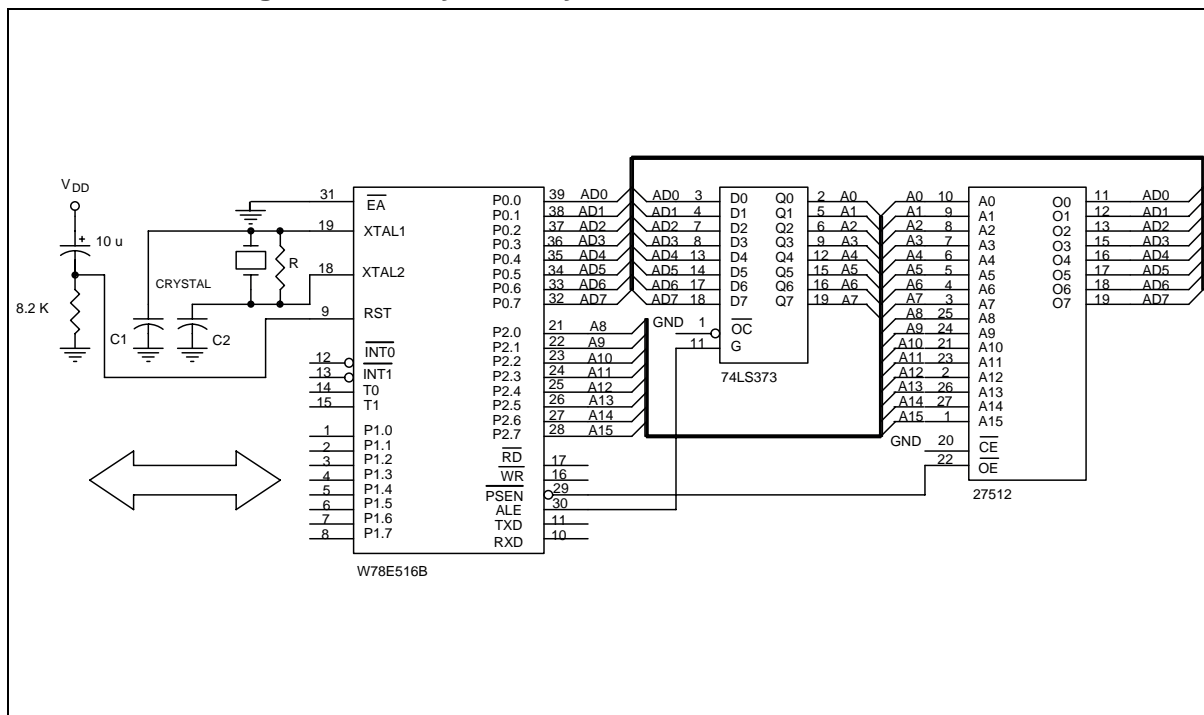 V DD
10 u
+
8.2 K
CRYSTAL
R
C1
C2
31 EA
19 XTAL1
18 XTAL2
9 RST
12 INT0
13 INT1
14 T0
15 T1
1 P1.0
2 P1.1
3 P1.2
4 P1.3
5 P1.4
6 P1.5
7 P1.6
8 P1.7
P0.0 39 AD0
P0.1 38 AD1
P0.2 37 AD2
P0.3 36 AD3
P0.4 35 AD4
P0.5 34 AD5
P0.6 33 AD6
P0.7 32 AD7
P2.0 21 A8
P2.1 22 A9
P2.2 23 A10
P2.3 24 A11
P2.4 25 A12
P2.5 26 A13
P2.6 27 A14
P2.7 28 A15
RD 17
WR 16
PSEN 29
ALE 30
TXD 11
RXD 10
W78E516B
AD0 3 D0 Q0 2 A0
AD1 4 D1 Q1 5 A1
AD2 7 D2 Q2 6 A2
AD3 8 D3 Q3 9 A3
AD4 13 D4 Q4 12 A4
AD5 14 D5 Q5 15 A5
AD6 17 D6 Q6 16 A6
AD7 18 D7 Q7 19 A7
GND 1 OC
11 G
74LS373
A0 10 A0 O0 11 AD0
A1 9 A1 O1 12 AD1
A2 8 A2 O2 13 AD2
A3 7 A3 O3 15 AD3
A4 6 A4 O4 16 AD4
A5 5 A5 O5 17 AD5
A6 4 A6 O6 18 AD6
A7 3 A7 O7 19 AD7
A8 25 A8
A9 24 A9
A10 21 A10
A11 23 A11
A12 2 A12
A13 26 A13
A14 27 A14
A15 1 A15
GND 20 CE
22 OE
27512